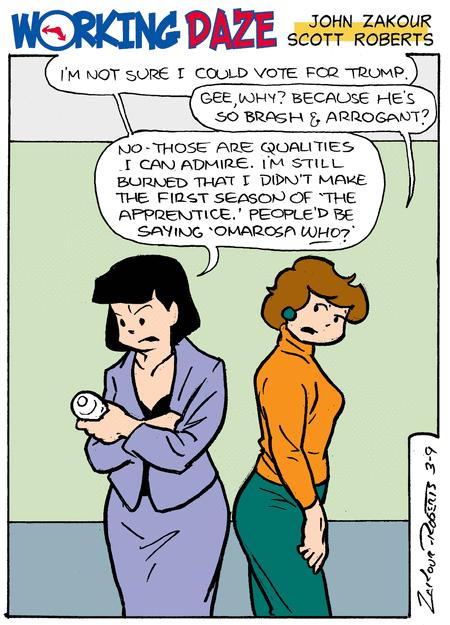 WORKING DAZE
JOHN ZAKOUR
SCOTT ROBERTS
I'M NOT SURE I COULD VOTE FOR TRUMP.
GEE, WHY? BECAUSE HE'S
SO BRASH & ARROGANT?
NO - THOSE ARE QUALITIES
I CAN ADMIRE. I'M STILL
BURNED THAT I DIDN'T MAKE
THE FIRST SEASON OF 'THE
APPRENTICE.' PEOPLE'D BE
SAYING 'OMAROSA WHO?'
ZAKOUR-ROBERTS 3-9